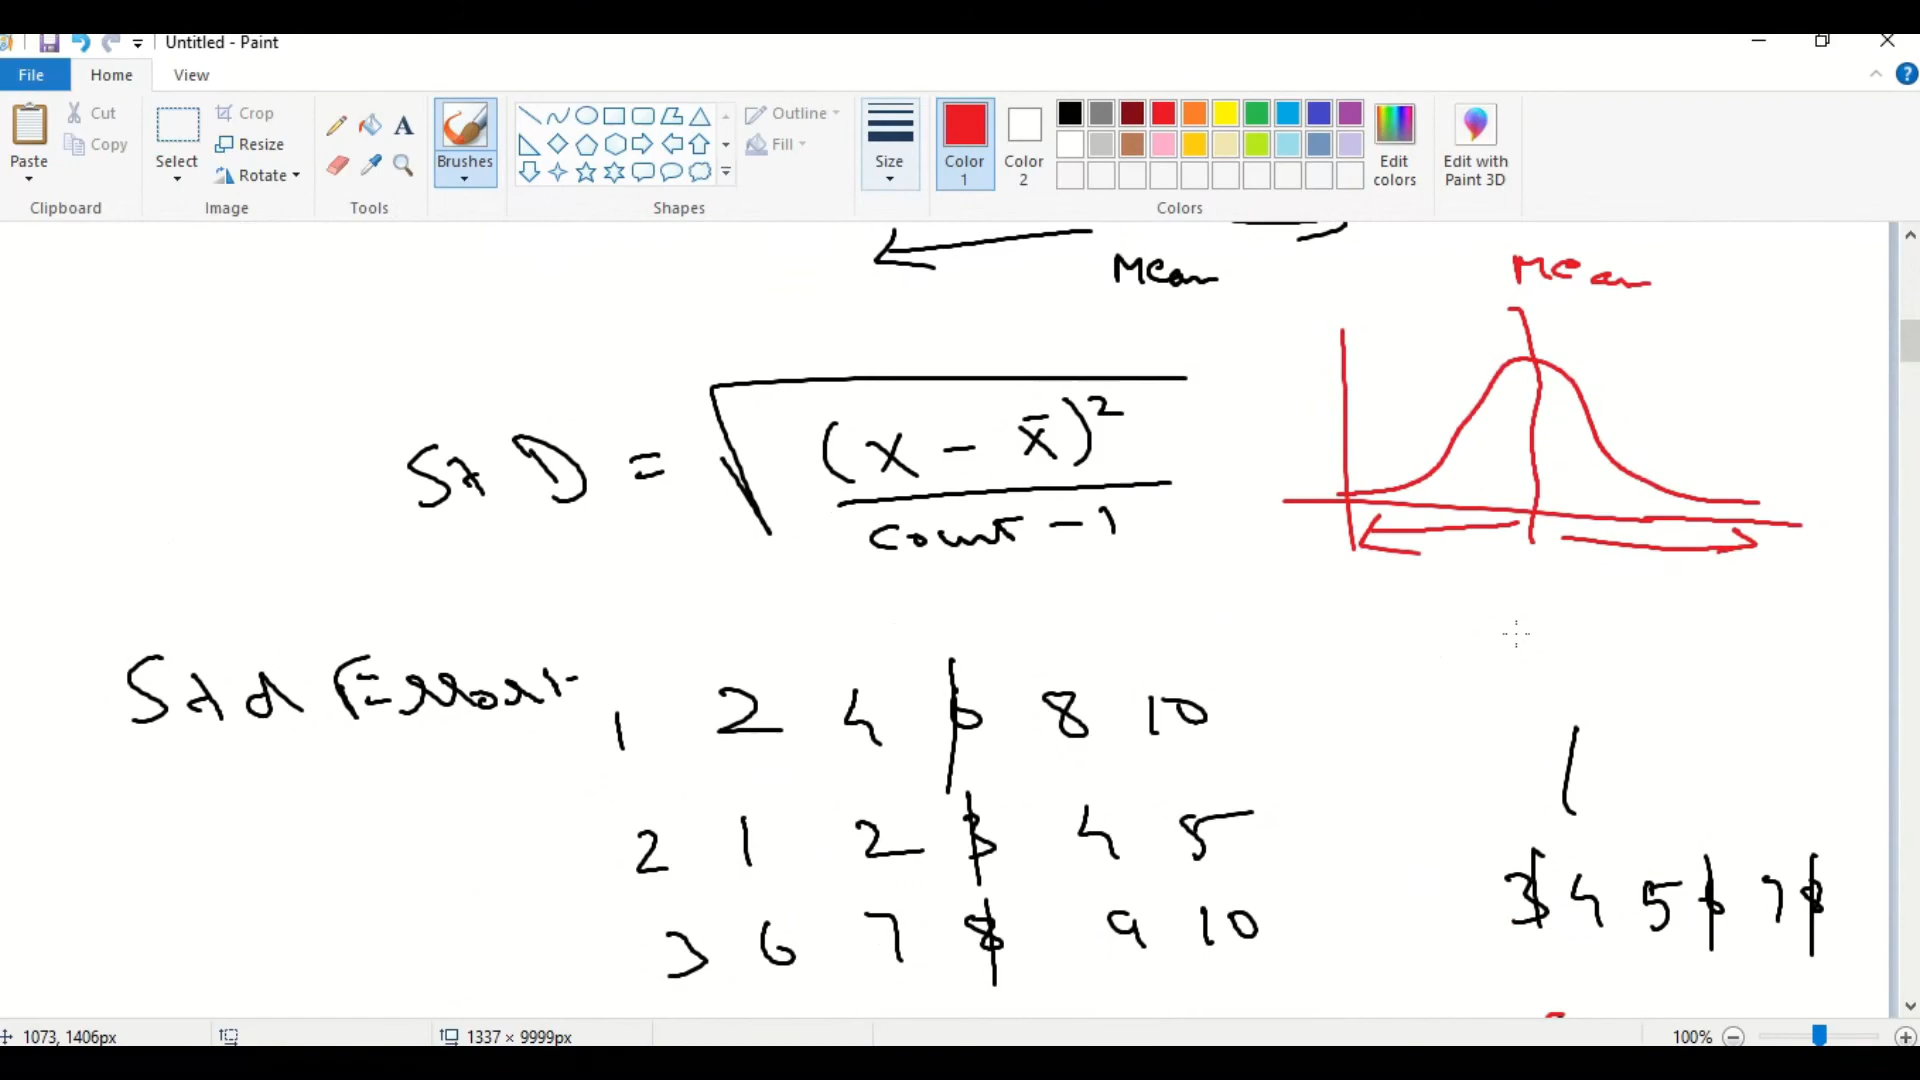 Untitled - Paint
File Home View
Paste Cut Copy Select Crop Resize Rotate Brushes Outline Fill Size Color 1 Color 2 Edit colors Edit with Paint 3D
Clipboard Image Tools Shapes Colors
Mean Mean
St D = √ (x - x̄)²
count - 1
Std Error
1 2 4 6 8 10
2 1 2 3 4 5
3 4 5 6 7 8
3 6 7 8 9 10
1073, 1406px 1337 × 9999px 100%